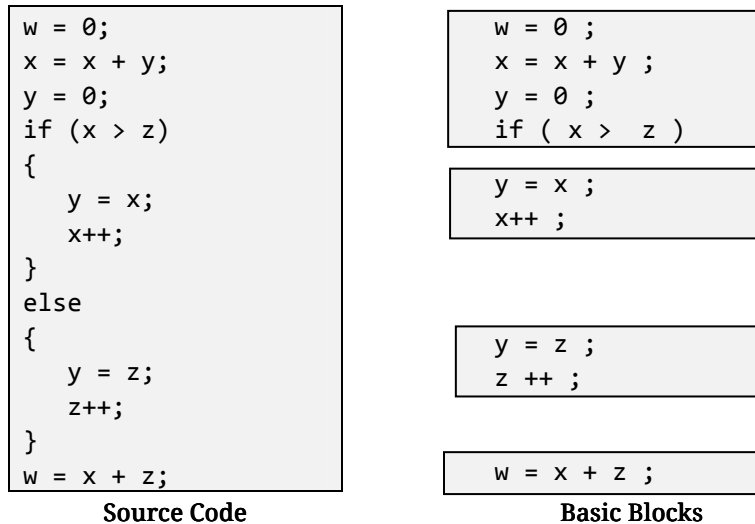 w = 0;
x = x + y;
y = 0;
if (x > z)
{
   y = x;
   x++;
}
else
{
   y = z;
   z++;
}
w = x + z;
Source Code
w = 0 ;
x = x + y ;
y = 0 ;
if ( x >  z )
y = x ;
x++ ;
y = z ;
z ++ ;
w = x + z ;
Basic Blocks